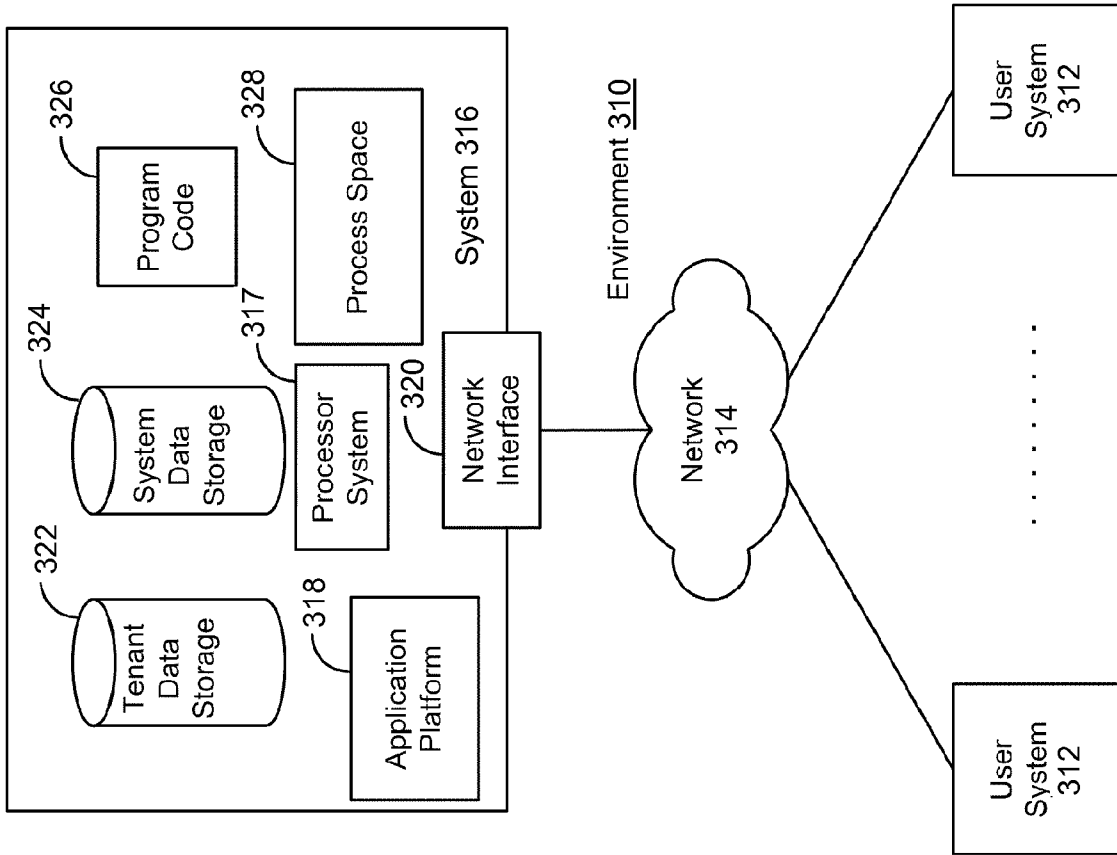 322
Tenant
Data
Storage
324
System
Data
Storage
326
Program
Code
318
Application
Platform
317
Processor
System
328
Process Space
320
Network
Interface
System 316
Environment 310
Network
314
User
System
312
. . . . . . . .
User
System
312